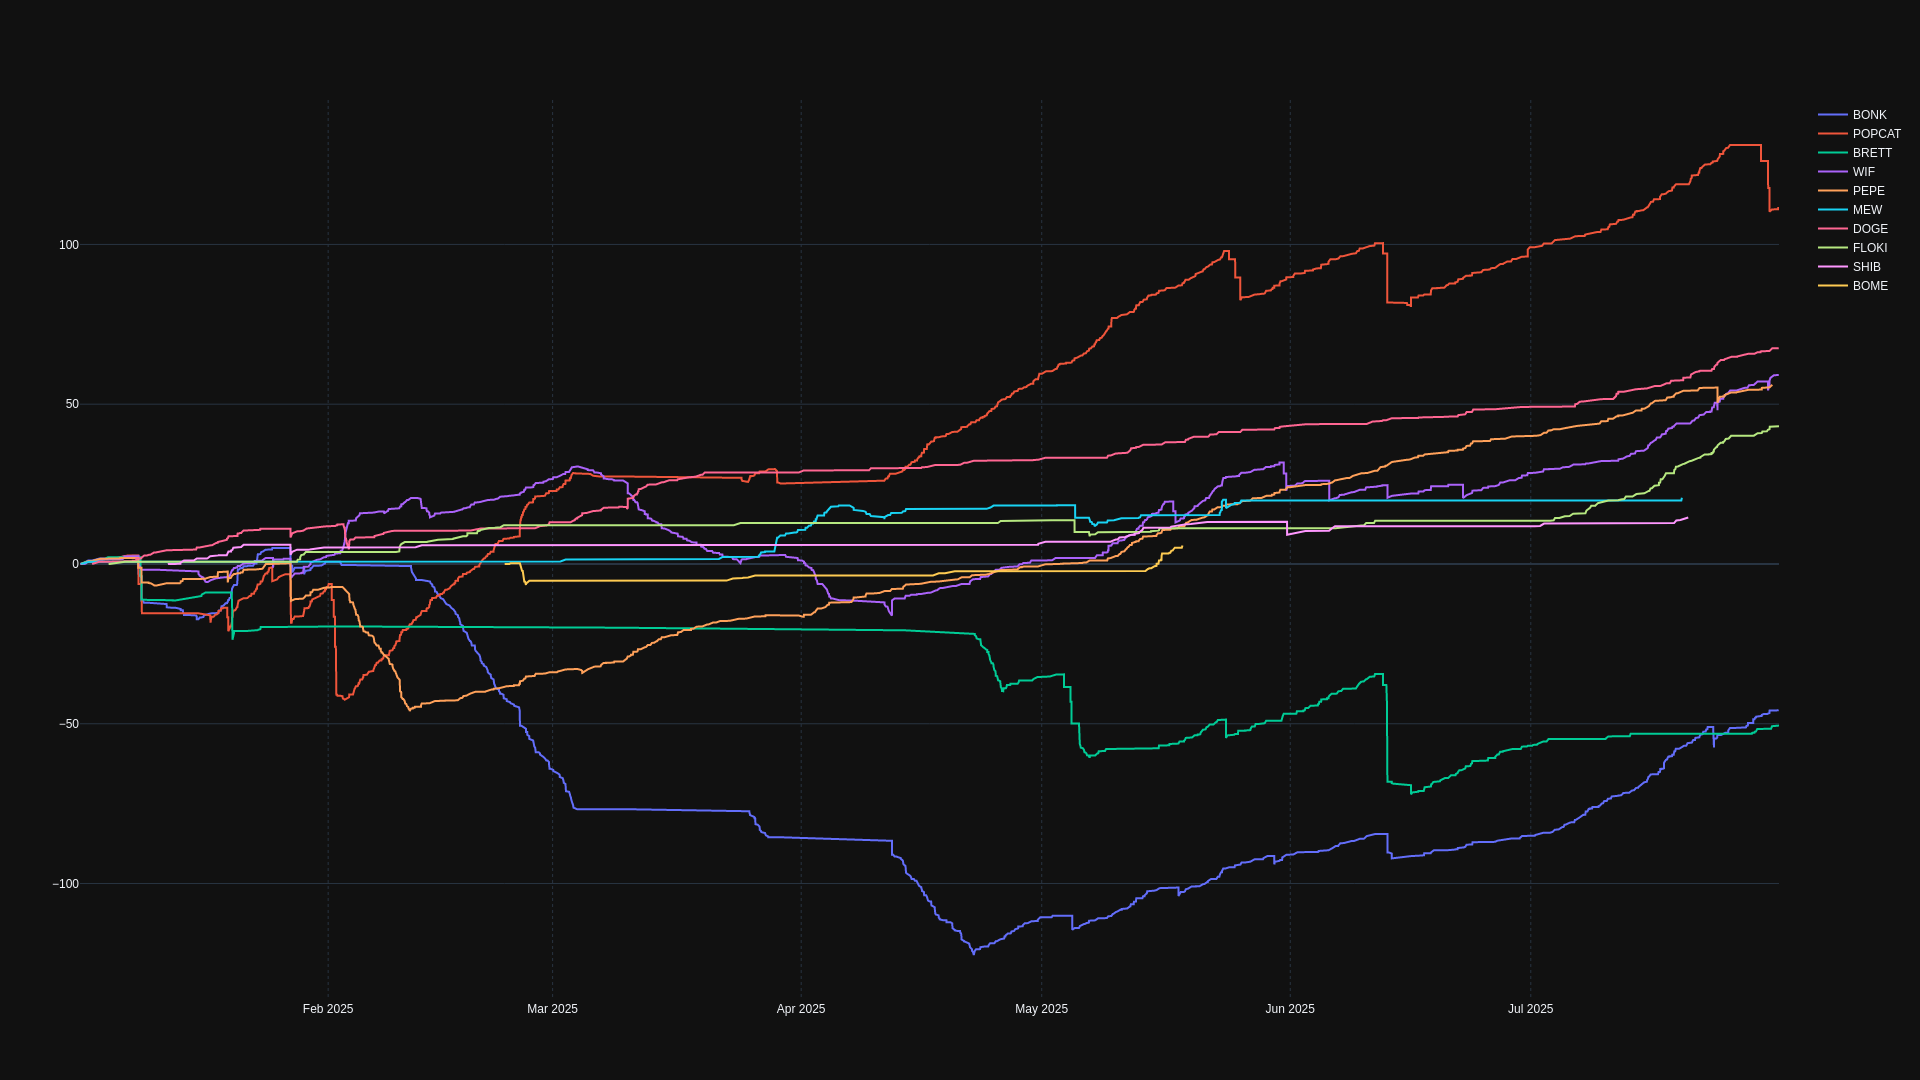 100
50
0
−50
−100
Feb 2025
Mar 2025
Apr 2025
May 2025
Jun 2025
Jul 2025
BONK
POPCAT
BRETT
WIF
PEPE
MEW
DOGE
FLOKI
SHIB
BOME